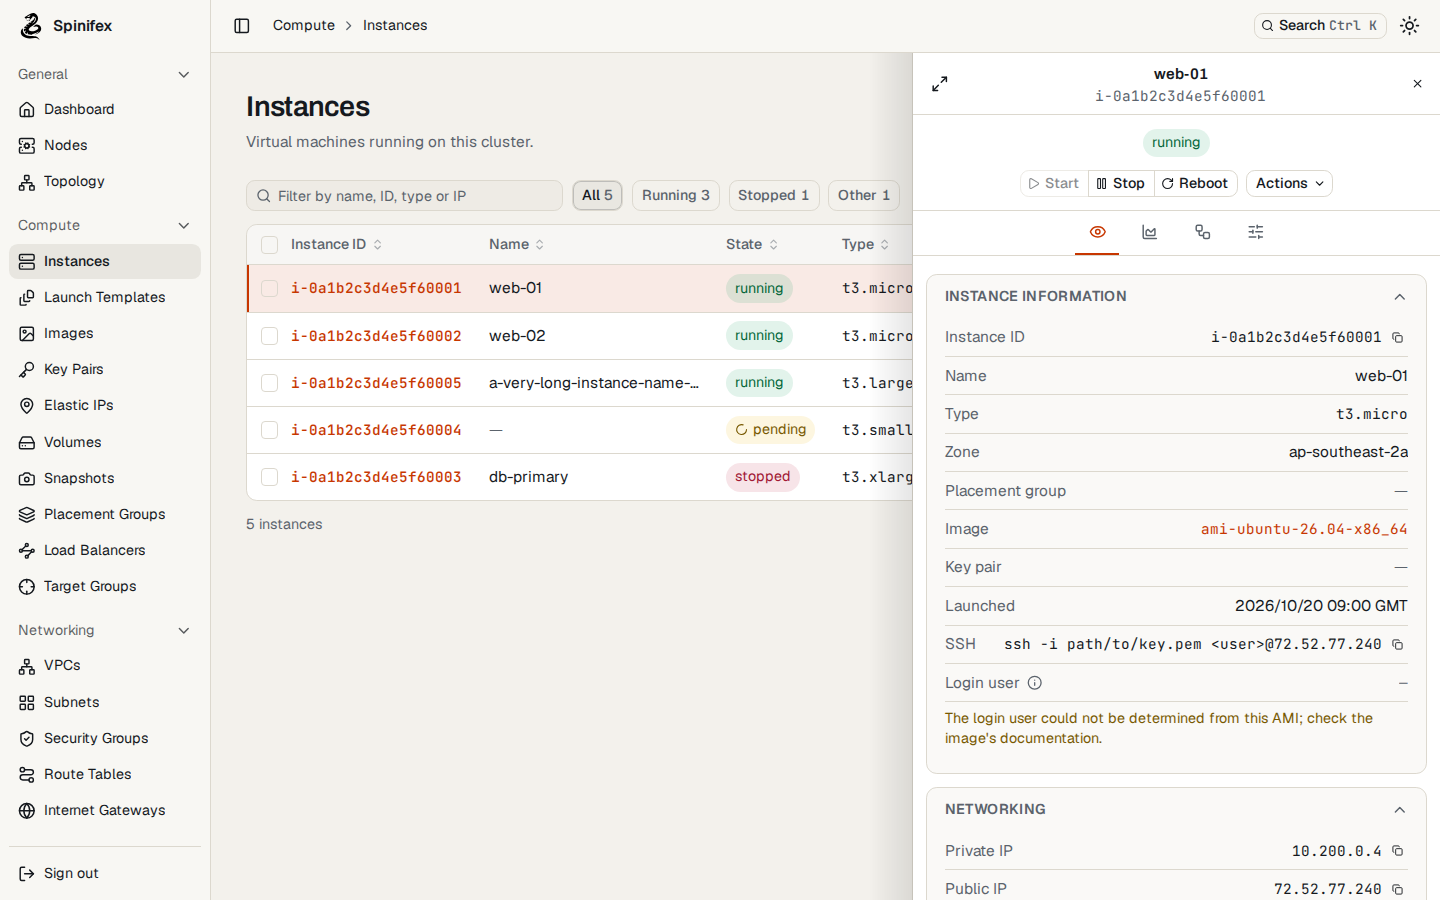 Spinifex
General
Dashboard
Nodes
Topology
Compute
Instances
Launch Templates
Images
Key Pairs
Elastic IPs
Volumes
Snapshots
Placement Groups
Load Balancers
Target Groups
Networking
VPCs
Subnets
Security Groups
Route Tables
Internet Gateways
Sign out
Compute > Instances
Search Ctrl K
Instances
Virtual machines running on this cluster.
Filter by name, ID, type or IP
All 5 Running 3 Stopped 1 Other 1
Instance ID Name State Type
i-0a1b2c3d4e5f60001 web-01 running t3.micro
i-0a1b2c3d4e5f60002 web-02 running t3.micro
i-0a1b2c3d4e5f60005 a-very-long-instance-name-... running t3.large
i-0a1b2c3d4e5f60004 — pending t3.small
i-0a1b2c3d4e5f60003 db-primary stopped t3.xlarg
5 instances
web-01
i-0a1b2c3d4e5f60001
running
Start Stop Reboot Actions
INSTANCE INFORMATION
Instance ID i-0a1b2c3d4e5f60001
Name web-01
Type t3.micro
Zone ap-southeast-2a
Placement group —
Image ami-ubuntu-26.04-x86_64
Key pair —
Launched 2026/10/20 09:00 GMT
SSH ssh -i path/to/key.pem <user>@72.52.77.240
Login user –
The login user could not be determined from this AMI; check the
image's documentation.
NETWORKING
Private IP 10.200.0.4
Public IP 72.52.77.240